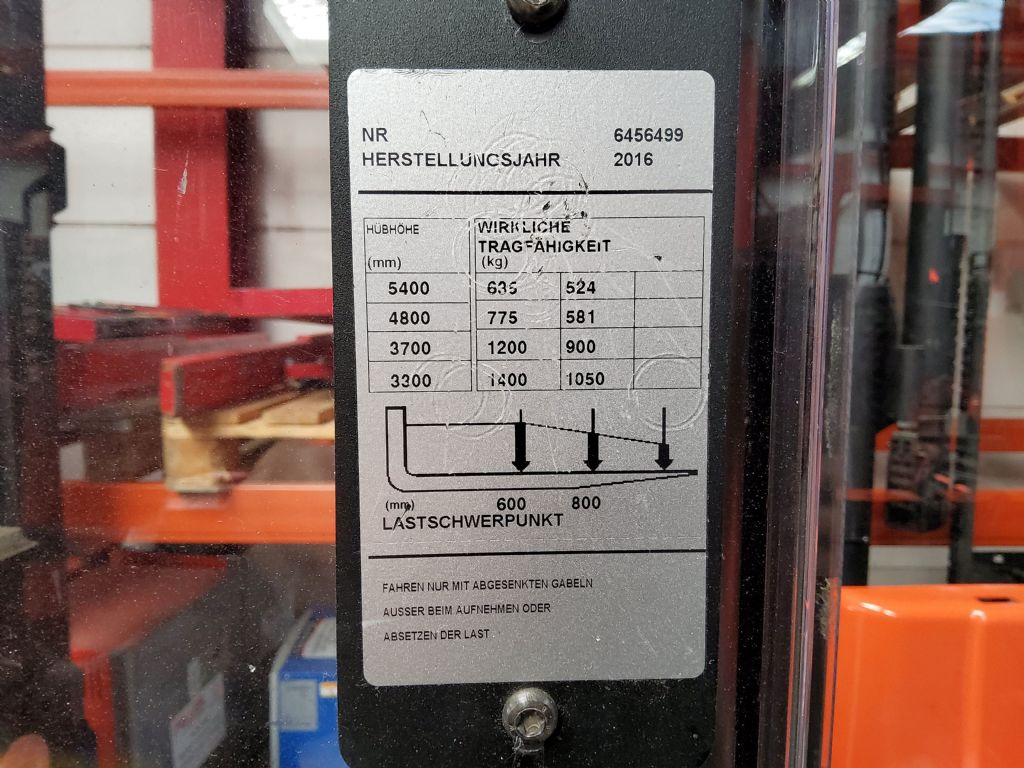 NR 6456499
HERSTELLUNGSJAHR 2016
HÜBHÖHE
(mm)
WIRKLICHE
TRAGFÄHIGKEIT
(kg)
5400 635 524
4800 775 581
3700 1200 900
3300 1400 1050
(mm) 600 800
LASTSCHWERPUNKT
FAHREN NUR MIT ABGESENKTEN GABELN
AUSSER BEIM AUFNEHMEN ODER
ABSETZEN DER LAST